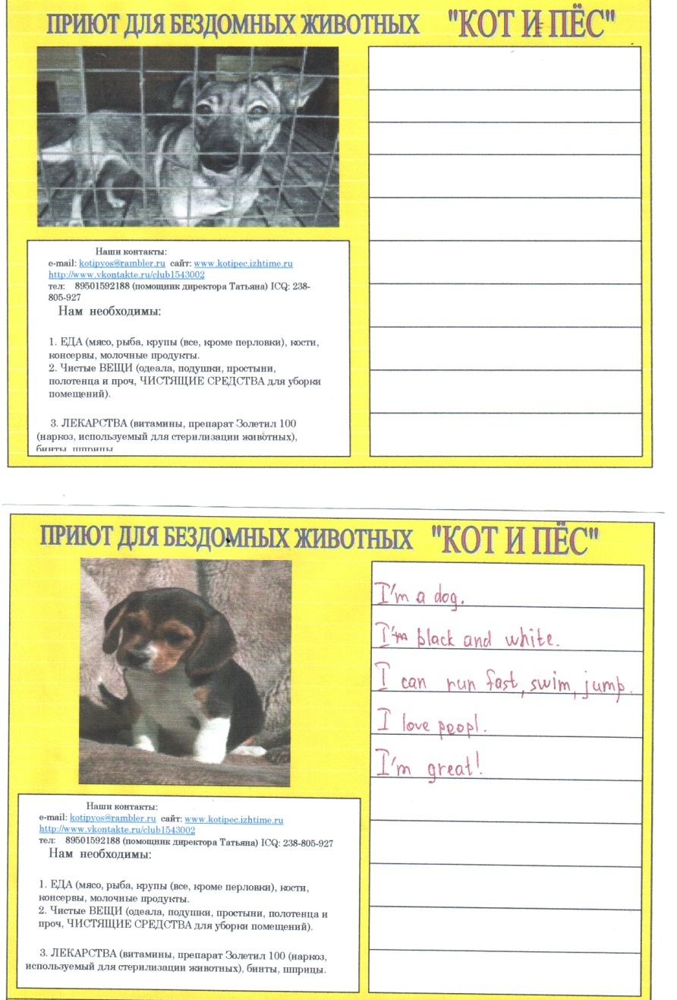 ПРИЮТ ДЛЯ БЕЗДОМНЫХ ЖИВОТНЫХ "КОТ И ПЁС"
Наши контакты:
e-mail: kotipyos@rambler.ru сайт: www.kotipec.izhtime.ru
http://www.vkontakte.ru/club1543002
тел: 89501592188 (помощник директора Татьяна) ICQ: 238-
805-927
Нам необходимы:
1. ЕДА (мясо, рыба, крупы (все, кроме перловки), кости,
консервы, молочные продукты.
2. Чистые ВЕЩИ (одеала, подушки, простыни,
полотенца и проч, ЧИСТЯЩИЕ СРЕДСТВА для уборки
помещений).
3. ЛЕКАРСТВА (витамины, препарат Золетил 100
(наркоз, используемый для стерилизации животных),
бинты, шприцы
ПРИЮТ ДЛЯ БЕЗДОМНЫХ ЖИВОТНЫХ "КОТ И ПЁС"
I'm a dog.
I'm black and white.
I can run fast, swim, jump.
I love peopl.
I'm great!
Наши контакты:
e-mail: kotipyos@rambler.ru сайт: www.kotipec.izhtime.ru
http://www.vkontakte.ru/club1543002
тел: 89501592188 (помощник директора Татьяна) ICQ: 238-805-927
Нам необходимы:
1. ЕДА (мясо, рыба, крупы (все, кроме перловки), кости,
консервы, молочные продукты.
2. Чистые ВЕЩИ (одеала, подушки, простыни, полотенца и
проч, ЧИСТЯЩИЕ СРЕДСТВА для уборки помещений).
3. ЛЕКАРСТВА (витамины, препарат Золетил 100 (наркоз,
используемый для стерилизации животных), бинты, шприцы.